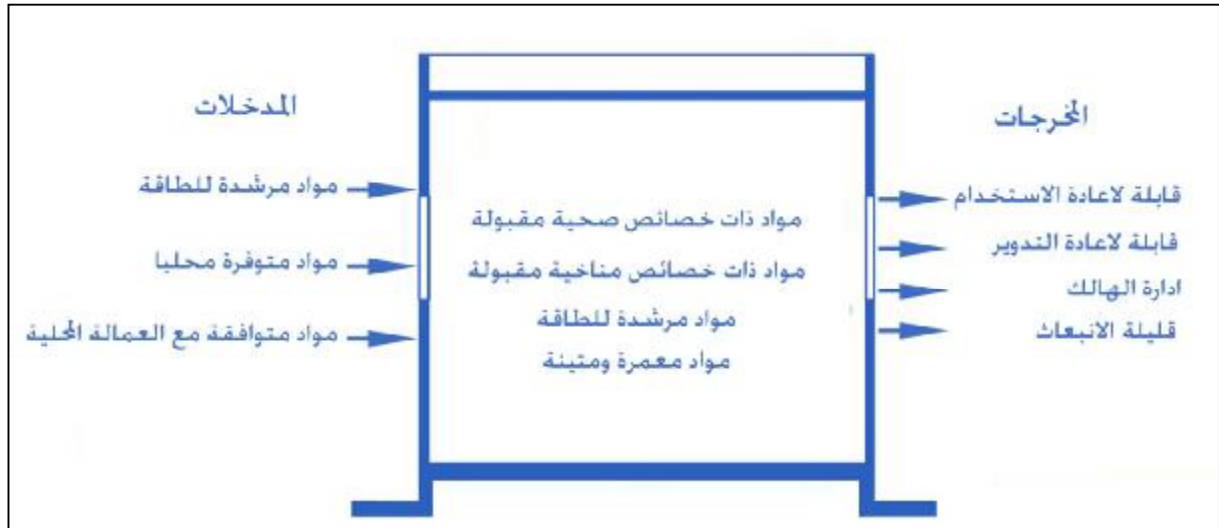 المدخلات
مواد مرشدة للطاقة
مواد متوفرة محليا
مواد متوافقة مع العمالة المحلية
مواد ذات خصائص صحية مقبولة
مواد ذات خصائص مناخية مقبولة
مواد مرشدة للطاقة
مواد معمرة ومتينة
المخرجات
قابلة لاعادة الاستخدام
قابلة لاعادة التدوير
ادارة الهالك
قليلة الانبعاث